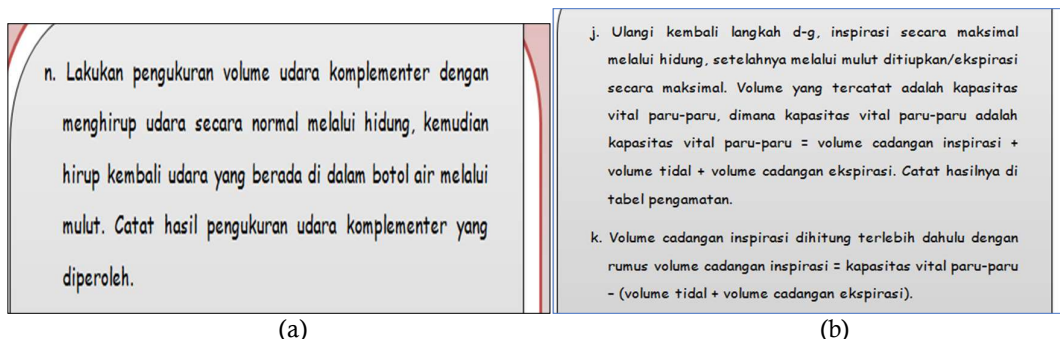 n. Lakukan pengukuran volume udara komplementer dengan
menghirup udara secara normal melalui hidung, kemudian
hirup kembali udara yang berada di dalam botol air melalui
mulut. Catat hasil pengukuran udara komplementer yang
diperoleh.
(a)
j. Ulangi kembali langkah d-g, inspirasi secara maksimal
melalui hidung, setelahnya melalui mulut ditiupkan/ekspirasi
secara maksimal. Volume yang tercatat adalah kapasitas
vital paru-paru, dimana kapasitas vital paru-paru adalah
kapasitas vital paru-paru = volume cadangan inspirasi +
volume tidal + volume cadangan ekspirasi. Catat hasilnya di
tabel pengamatan.
k. Volume cadangan inspirasi dihitung terlebih dahulu dengan
rumus volume cadangan inspirasi = kapasitas vital paru-paru
– (volume tidal + volume cadangan ekspirasi).
(b)